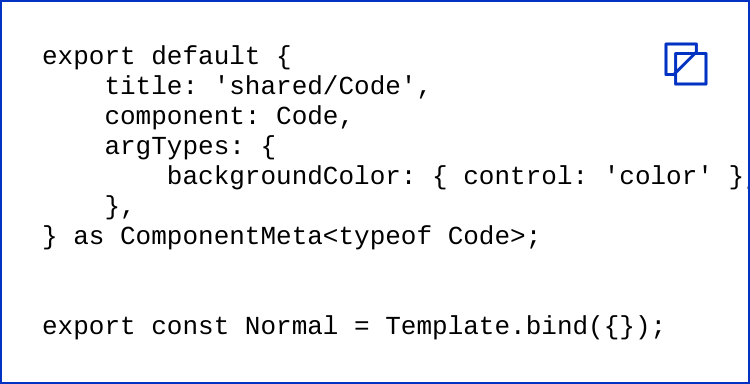 export default {
    title: 'shared/Code',
    component: Code,
    argTypes: {
        backgroundColor: { control: 'color' },
    },
} as ComponentMeta<typeof Code>;
export const Normal = Template.bind({});